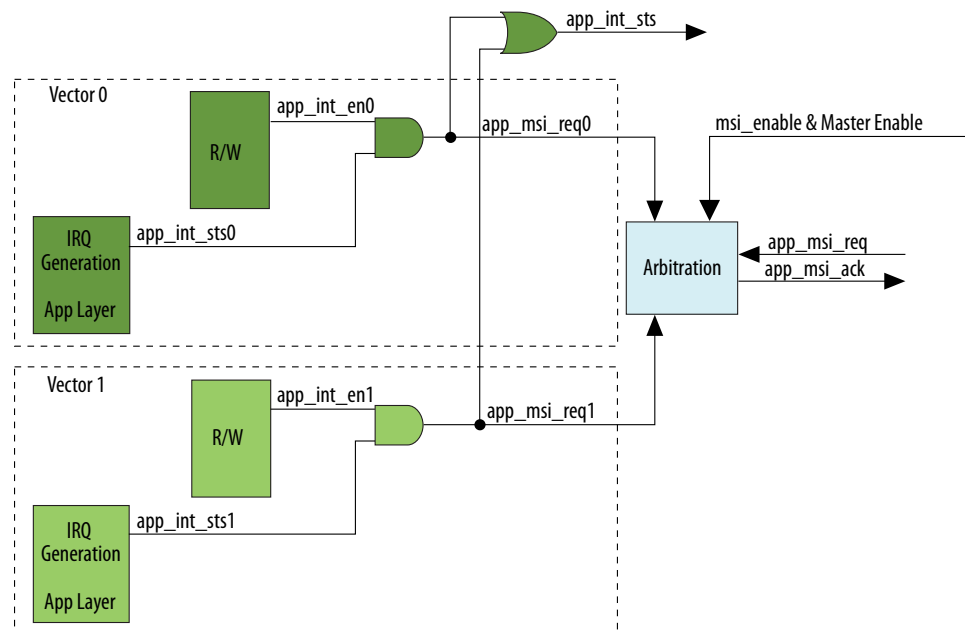 app_int_sts
Vector 0
R/W
app_int_en0
app_msi_req0
msi_enable & Master Enable
IRQ
Generation
App Layer
app_int_sts0
Arbitration
app_msi_req
app_msi_ack
Vector 1
R/W
app_int_en1
app_msi_req1
IRQ
Generation
App Layer
app_int_sts1